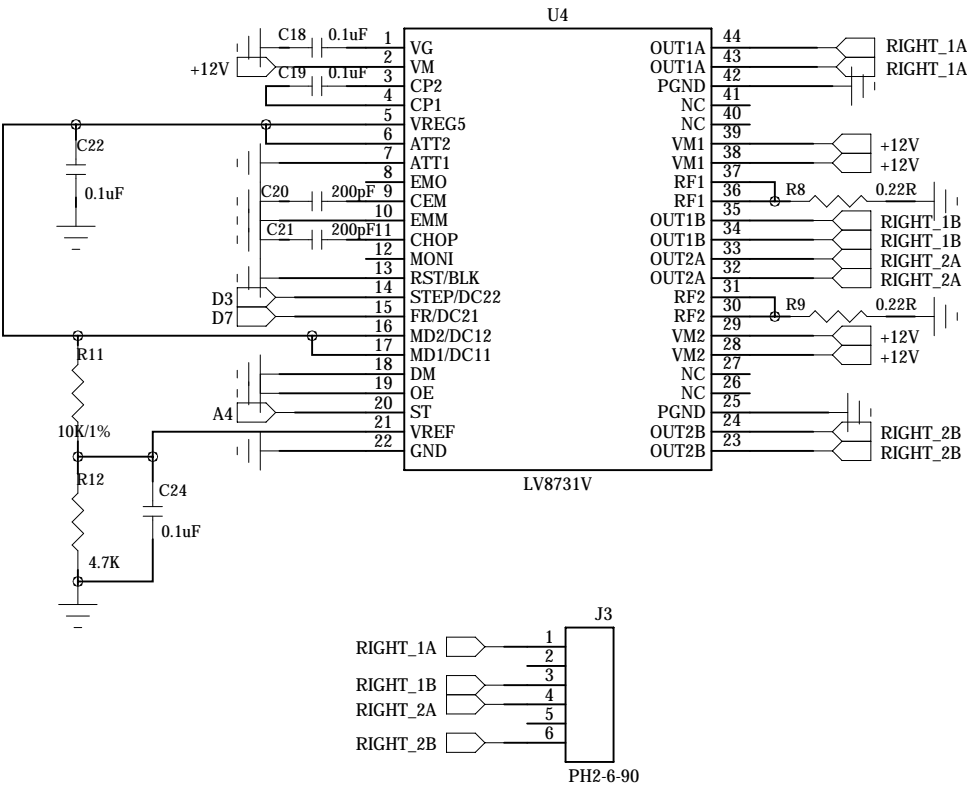 U4
C18 0.1uF 1 VG OUT1A 44 RIGHT_1A
+12V 2 VM OUT1A 43 RIGHT_1A
C19 0.1uF 3 CP2 PGND 42
4 CP1 NC 41
5 VREG5 NC 40
C22 6 ATT2 VM1 39 +12V
7 ATT1 VM1 38 +12V
8 EMO RF1 37
0.1uF C20 200pF 9 CEM RF1 36 R8 0.22R
10 EMM OUT1B 35 RIGHT_1B
C21 200pF 11 CHOP OUT1B 34 RIGHT_1B
12 MONI OUT2A 33 RIGHT_2A
13 RST/BLK OUT2A 32 RIGHT_2A
D3 14 STEP/DC22 RF2 31
D7 15 FR/DC21 RF2 30 R9 0.22R
16 MD2/DC12 VM2 29 +12V
R11 17 MD1/DC11 VM2 28 +12V
18 DM NC 27
19 OE NC 26
A4 20 ST PGND 25
10K/1% 21 VREF OUT2B 24 RIGHT_2B
22 GND OUT2B 23 RIGHT_2B
R12 C24 LV8731V
0.1uF
4.7K
J3
RIGHT_1A 1
2
RIGHT_1B 3
RIGHT_2A 4
5
RIGHT_2B 6
PH2-6-90